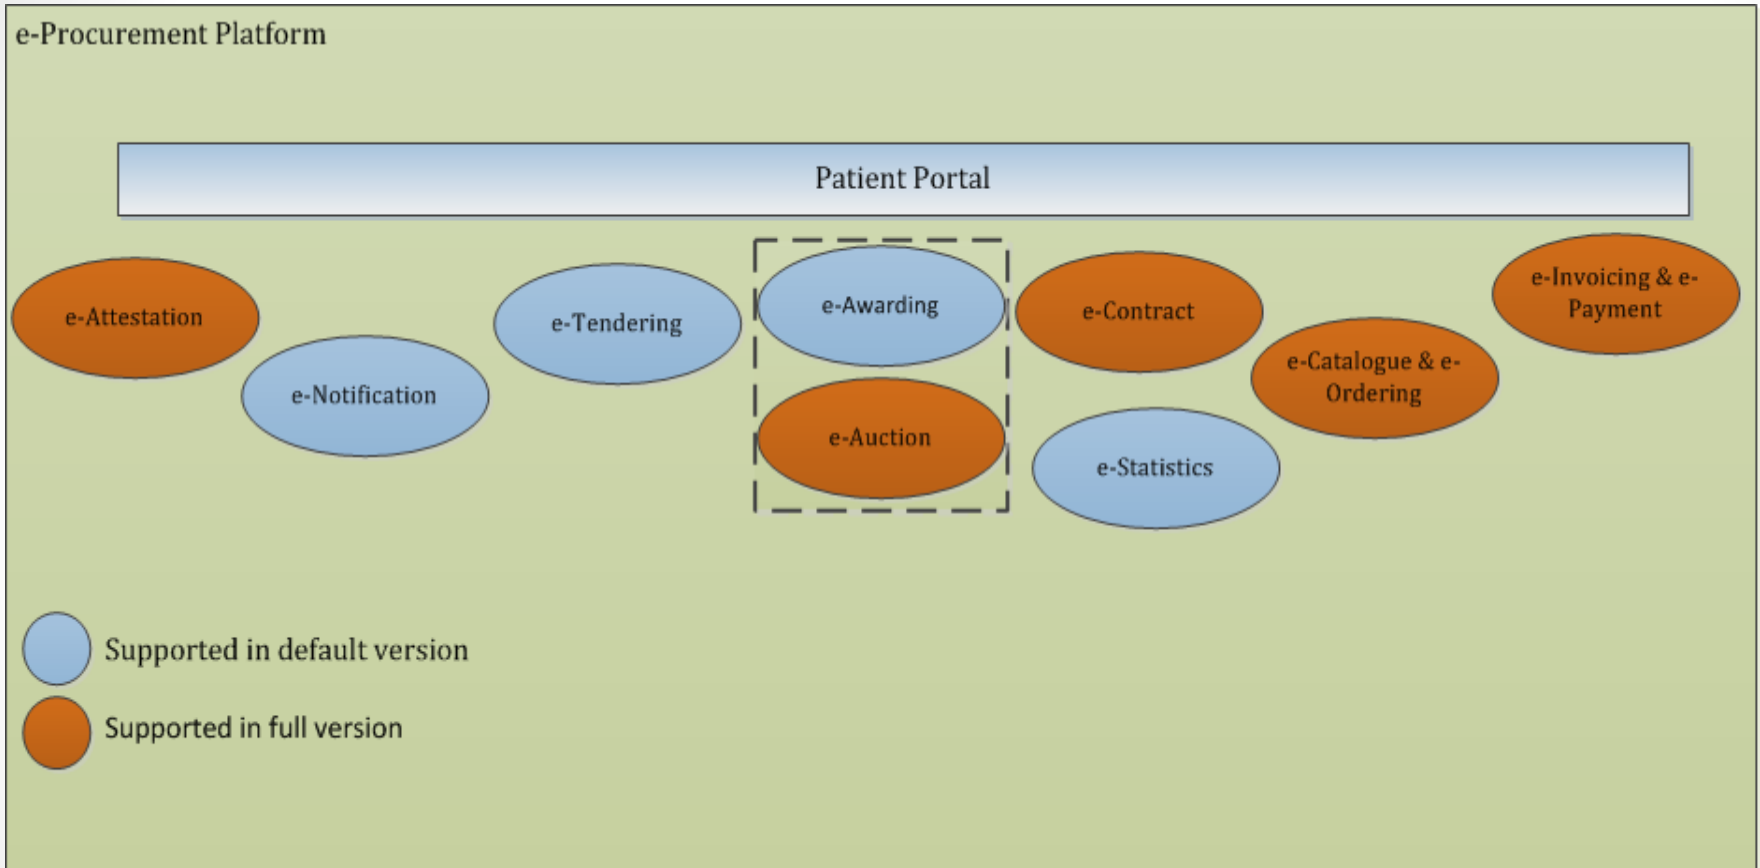 e-Procurement Platform
Patient Portal
e-Attestation
e-Notification
e-Tendering
e-Awarding
e-Auction
e-Contract
e-Statistics
e-Catalogue & e-
Ordering
e-Invoicing & e-
Payment
Supported in default version
Supported in full version